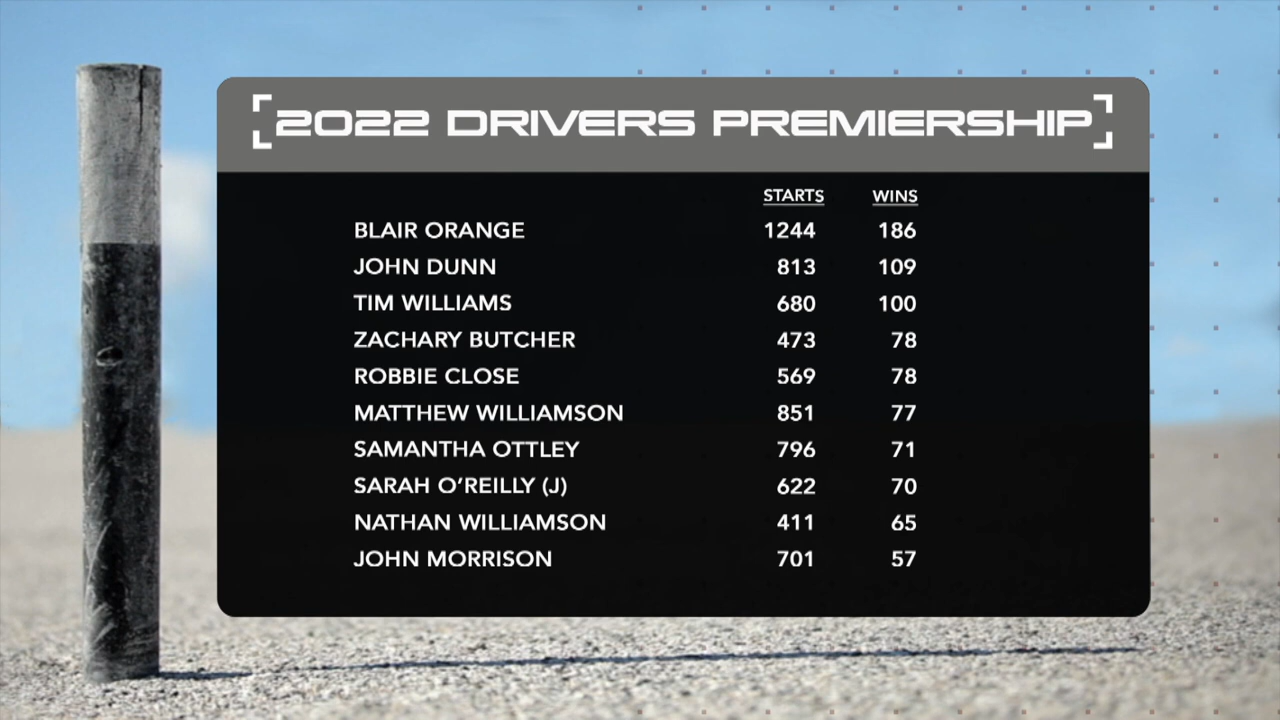 2022 DRIVERS PREMIERSHIP
STARTS WINS
BLAIR ORANGE 1244 186
JOHN DUNN 813 109
TIM WILLIAMS 680 100
ZACHARY BUTCHER 473 78
ROBBIE CLOSE 569 78
MATTHEW WILLIAMSON 851 77
SAMANTHA OTTLEY 796 71
SARAH O'REILLY (J) 622 70
NATHAN WILLIAMSON 411 65
JOHN MORRISON 701 57